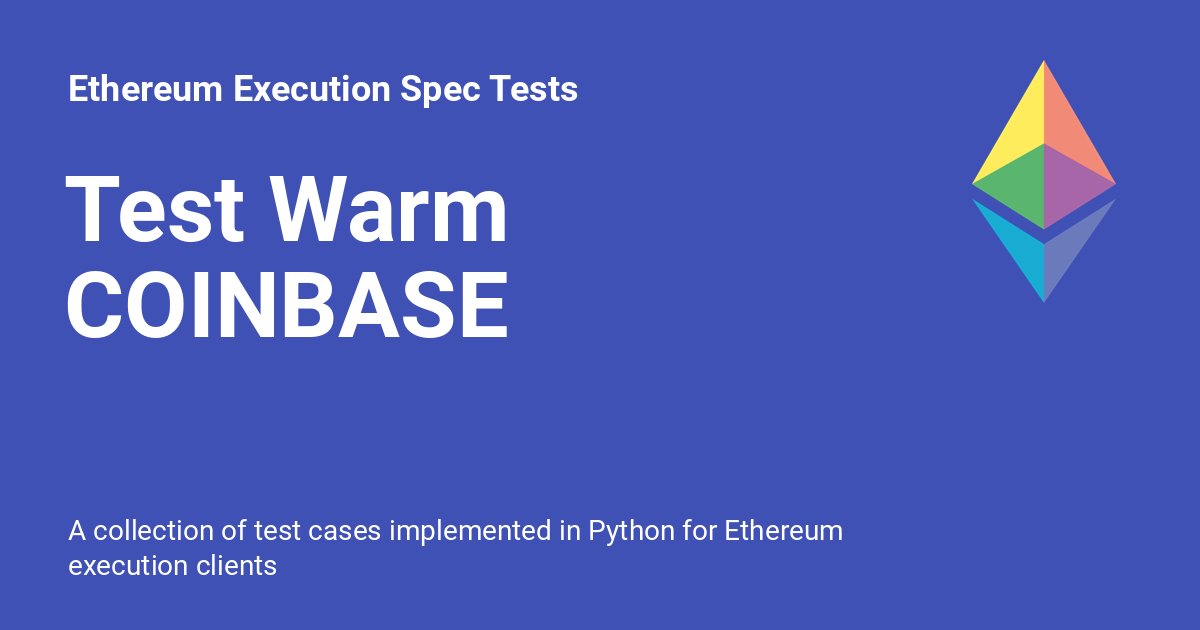 Ethereum Execution Spec Tests
Test Warm
COINBASE
A collection of test cases implemented in Python for Ethereum
execution clients